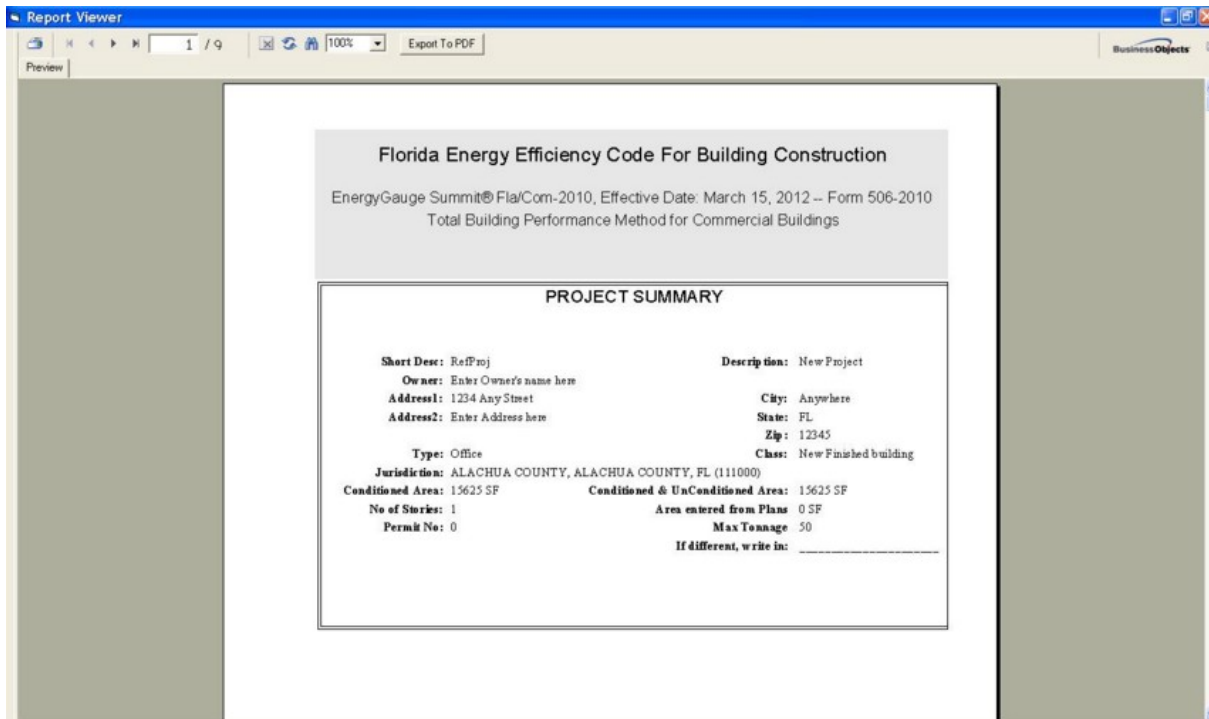 Report Viewer
1 / 9 100% Export To PDF BusinessObjects
Preview
Florida Energy Efficiency Code For Building Construction
EnergyGauge Summit® Fla/Com-2010, Effective Date: March 15, 2012 -- Form 506-2010
Total Building Performance Method for Commercial Buildings
PROJECT SUMMARY
Short Desc: RefProj Description: New Project
Owner: Enter Owner's name here
Address1: 1234 Any Street City: Anywhere
Address2: Enter Address here State: FL
Zip: 12345
Type: Office Class: New Finished building
Jurisdiction: ALACHUA COUNTY, ALACHUA COUNTY, FL (111000)
Conditioned Area: 15625 SF Conditioned & UnConditioned Area: 15625 SF
No of Stories: 1 Area entered from Plans 0 SF
Permit No: 0 Max Tonnage 50
If different, write in: ______________________